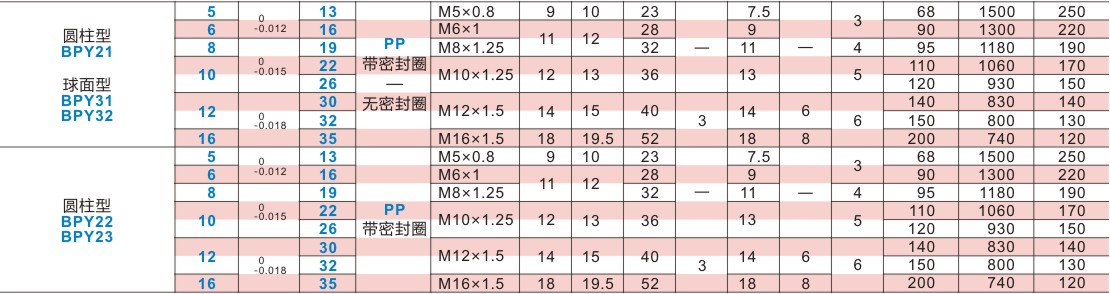 5 0 -0.012 13 M5×0.8 9 10 23 7.5 3 68 1500 250
6 16 M6×1 11 12 28 9 90 1300 220
圆柱型
BPY21
8 19 PP M8×1.25 32 — 11 — 4 95 1180 190
10 0 -0.015 22 带密封圈 M10×1.25 12 13 36 13 5 110 1060 170
球面型
26 — 120 930 150
BPY31
BPY32
12 0 -0.018 30 无密封圈 M12×1.5 14 15 40 3 14 6 6 140 830 140
32 150 800 130
16 35 M16×1.5 18 19.5 52 18 8 200 740 120
5 0 -0.012 13 M5×0.8 9 10 23 7.5 3 68 1500 250
6 16 M6×1 11 12 28 9 90 1300 220
8 19 M8×1.25 32 — 11 — 4 95 1180 190
圆柱型
BPY22
BPY23
10 0 -0.015 22 PP M10×1.25 12 13 36 13 5 110 1060 170
26 带密封圈 120 930 150
12 0 -0.018 30 M12×1.5 14 15 40 3 14 6 6 140 830 140
32 150 800 130
16 35 M16×1.5 18 19.5 52 18 8 200 740 120